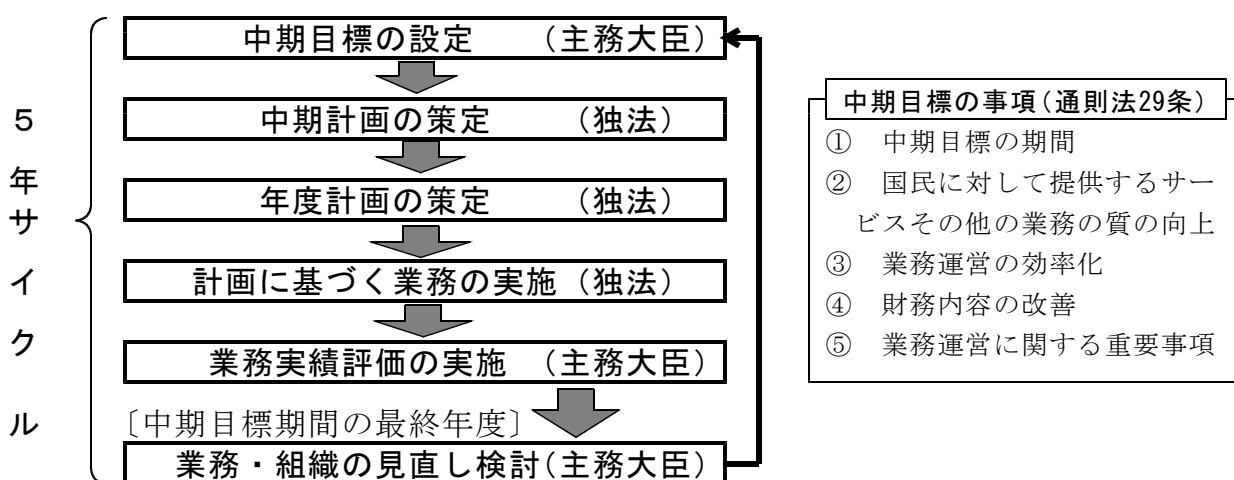 5年サイクル
中期目標の設定　　（主務大臣）
中期計画の策定　　（独法）
年度計画の策定　　（独法）
計画に基づく業務の実施（独法）
業務実績評価の実施　（主務大臣）
〔中期目標期間の最終年度〕
業務・組織の見直し検討（主務大臣）
中期目標の事項（通則法29条）
①　中期目標の期間
②　国民に対して提供するサー
ビスその他の業務の質の向上
③　業務運営の効率化
④　財務内容の改善
⑤　業務運営に関する重要事項